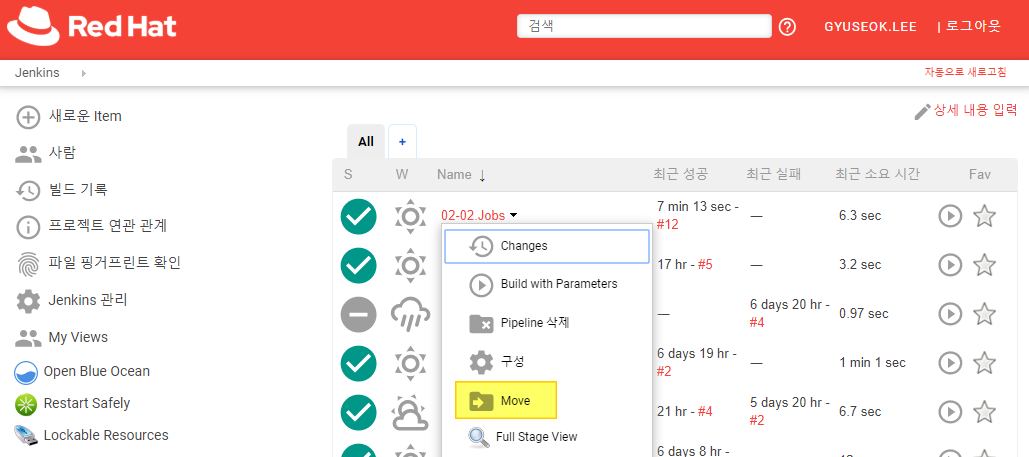 Red Hat
검색
GYUSEOK.LEE
| 로그아웃
Jenkins
자동으로 새로고침
새로운 Item
사람
빌드 기록
프로젝트 연관 관계
파일 핑거프린트 확인
Jenkins 관리
My Views
Open Blue Ocean
Restart Safely
Lockable Resources
상세 내용 입력
All
+
S W Name ↓ 최근 성공 최근 실패 최근 소요 시간 Fav
02-02.Jobs
7 min 13 sec -
#12
—
6.3 sec
17 hr - #5
—
3.2 sec
—
6 days 20 hr -
#4
0.97 sec
6 days 19 hr -
#2
—
1 min 1 sec
21 hr - #4
5 days 20 hr -
#2
6.7 sec
6 days 8 hr -
Changes
Build with Parameters
Pipeline 삭제
구성
Move
Full Stage View